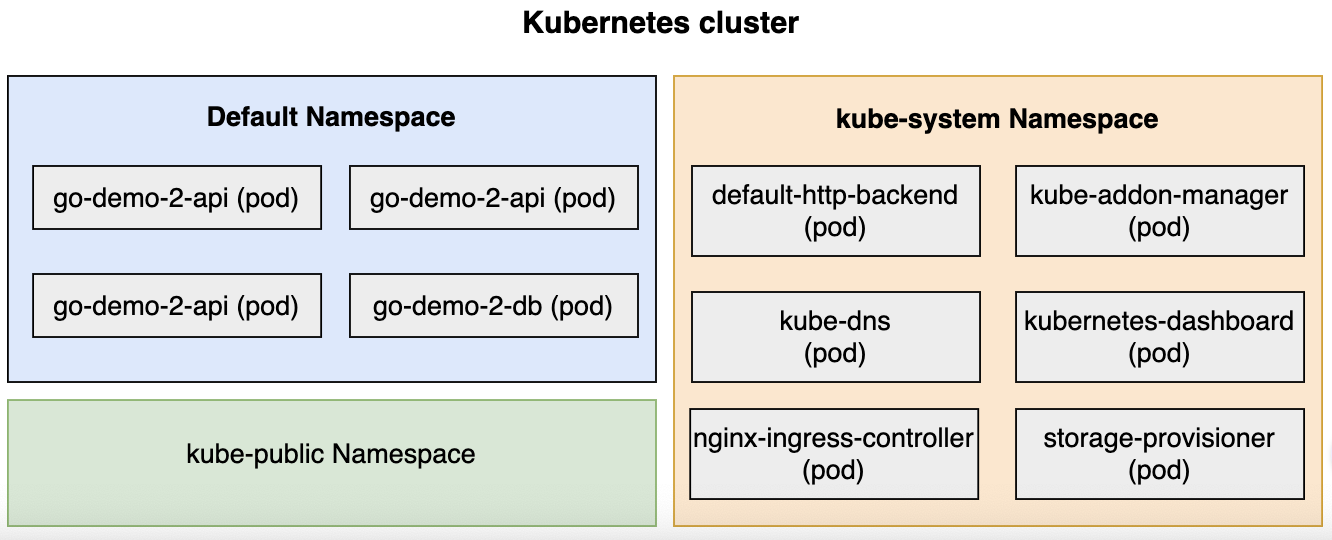 Kubernetes cluster
Default Namespace
go-demo-2-api (pod)
go-demo-2-api (pod)
go-demo-2-api (pod)
go-demo-2-db (pod)
kube-public Namespace
kube-system Namespace
default-http-backend
(pod)
kube-addon-manager
(pod)
kube-dns
(pod)
kubernetes-dashboard
(pod)
nginx-ingress-controller
(pod)
storage-provisioner
(pod)